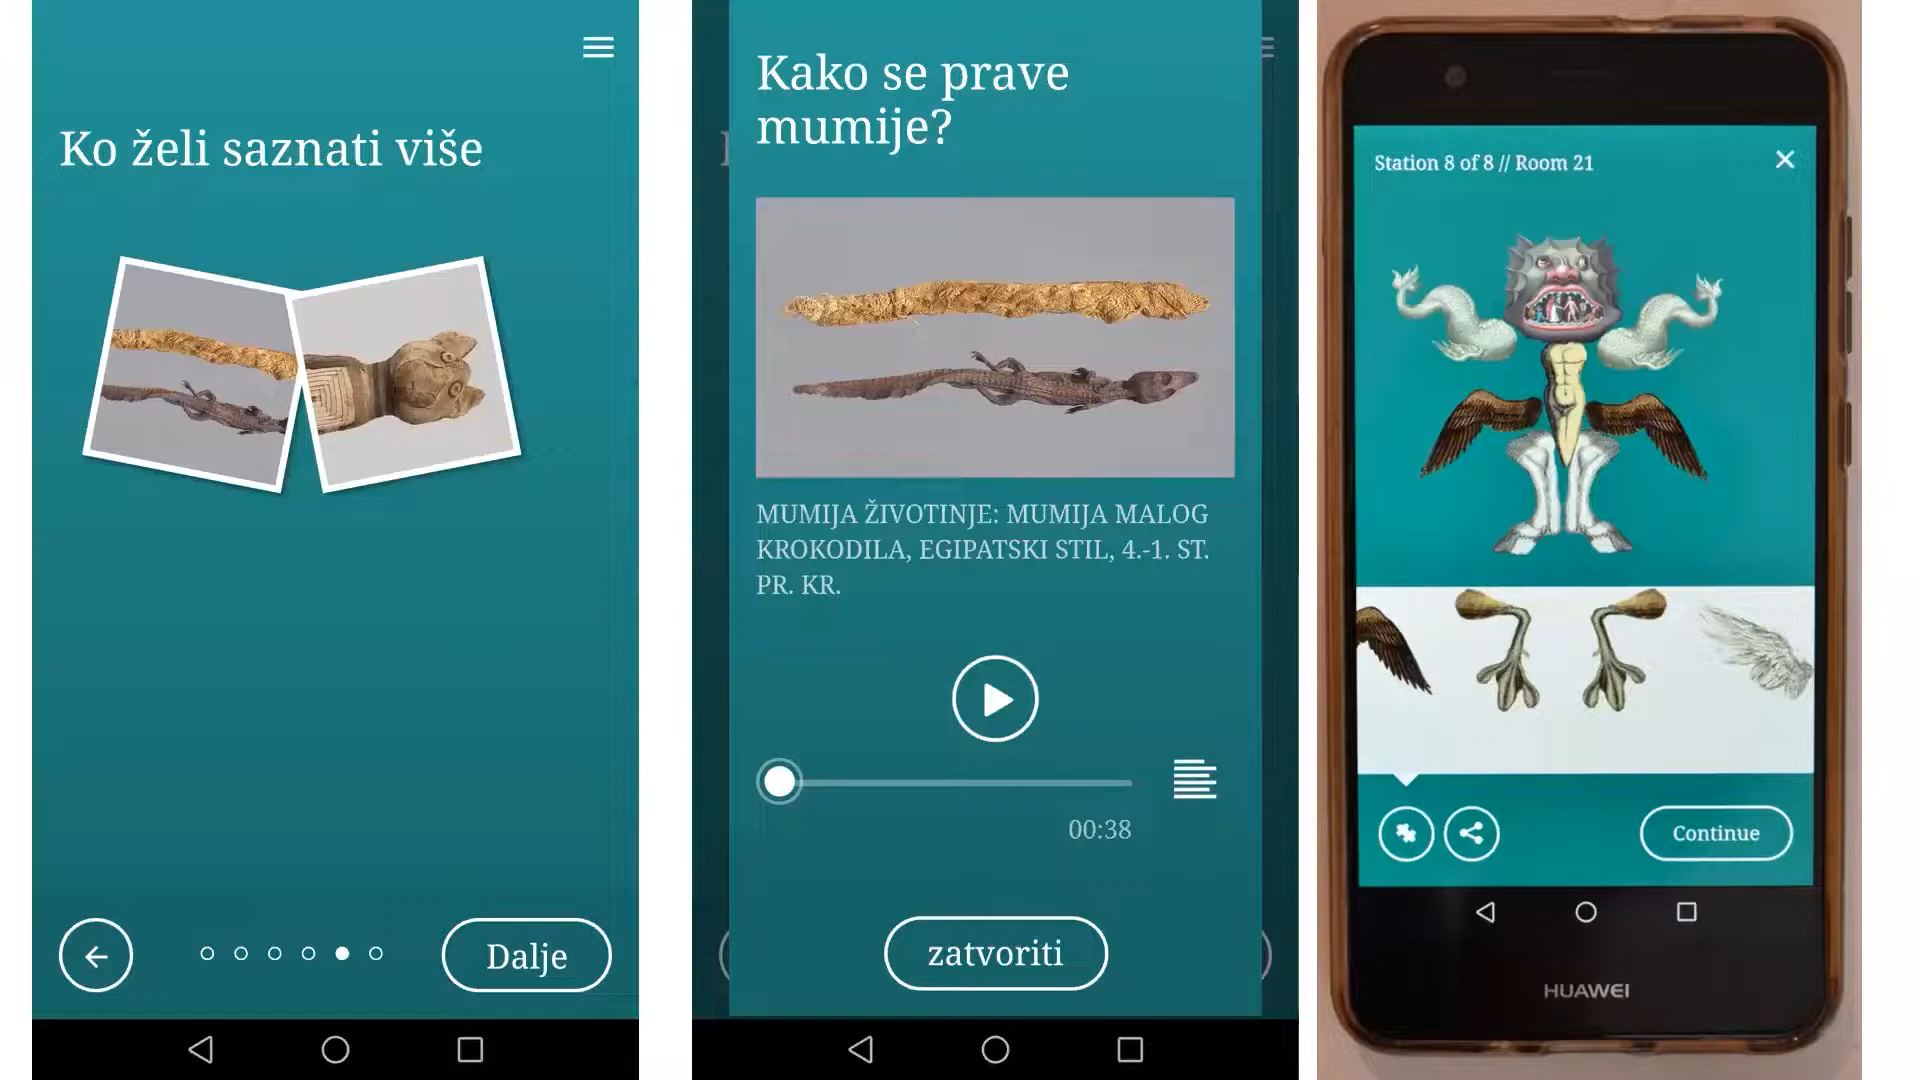 Ko želi saznati više
Dalje
Kako se prave
mumije?
MUMIJA ŽIVOTINJE: MUMIJA MALOG
KROKODILA, EGIPATSKI STIL, 4.-1. ST.
PR. KR.
00:38
zatvoriti
Station 8 of 8 // Room 21
Continue
HUAWEI